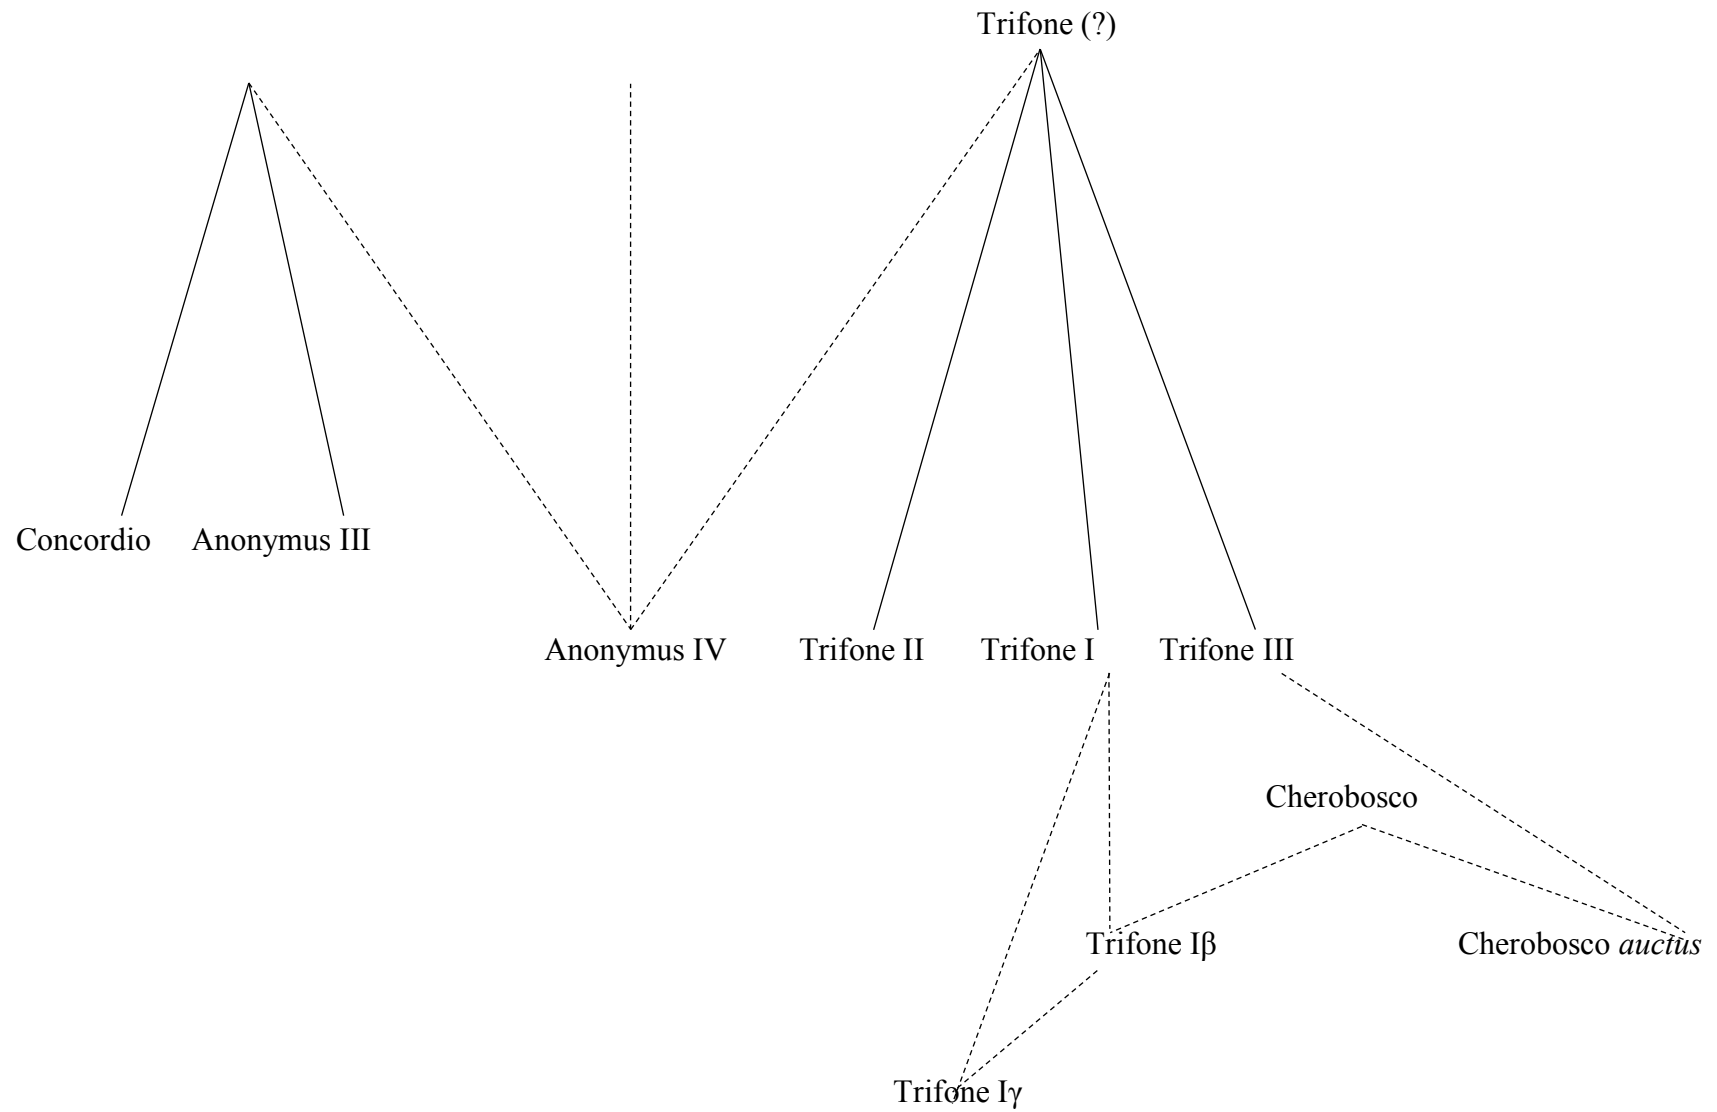 Trifone (?)
Concordio
Anonymus III
Anonymus IV
Trifone II
Trifone I
Trifone III
Cherobosco
Trifone Iβ
Cherobosco auctus
Trifone Iγ